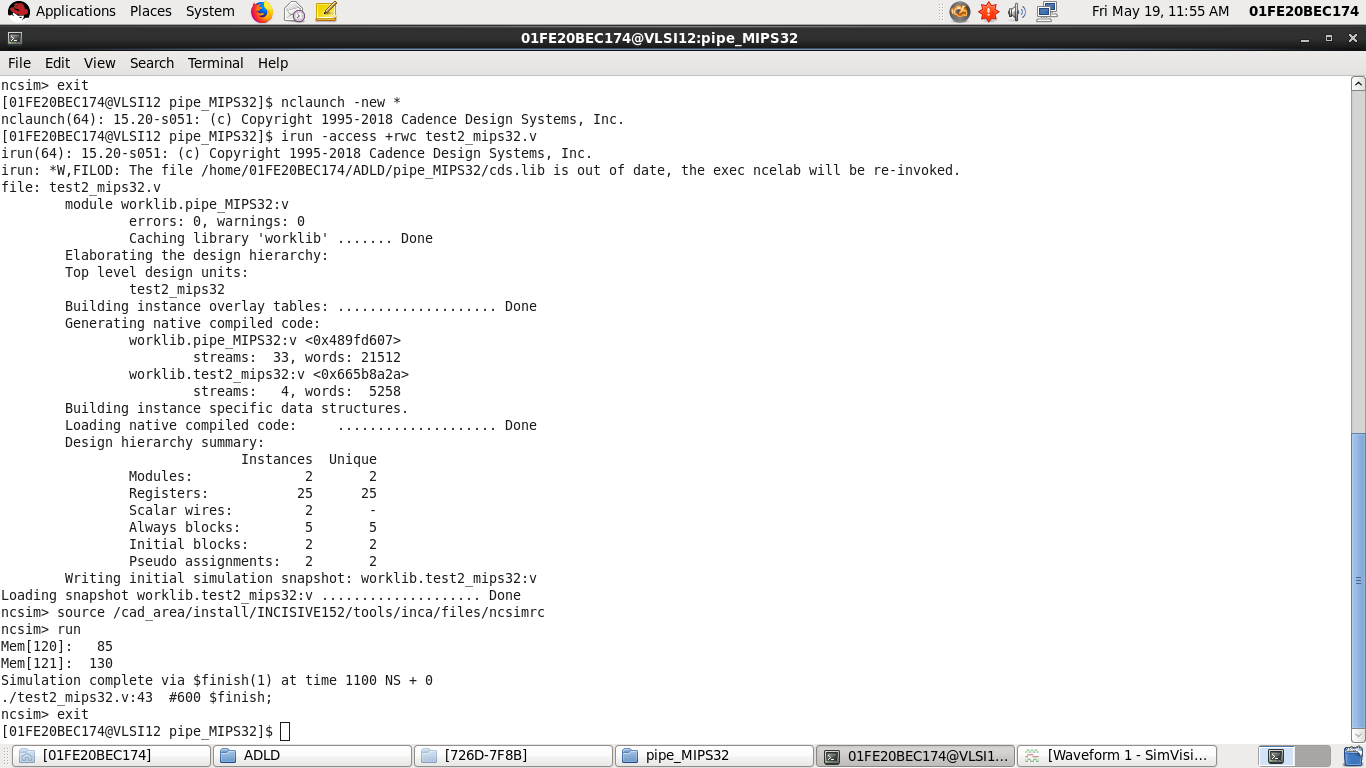 Applications Places System Fri May 19, 11:55 AM 01FE20BEC174
01FE20BEC174@VLSI12:pipe_MIPS32
File Edit View Search Terminal Help
ncsim> exit
[01FE20BEC174@VLSI12 pipe_MIPS32]$ nclaunch -new *
nclaunch(64): 15.20-s051: (c) Copyright 1995-2018 Cadence Design Systems, Inc.
[01FE20BEC174@VLSI12 pipe_MIPS32]$ irun -access +rwc test2_mips32.v
irun(64): 15.20-s051: (c) Copyright 1995-2018 Cadence Design Systems, Inc.
irun: *W,FILOD: The file /home/01FE20BEC174/ADLD/pipe_MIPS32/cds.lib is out of date, the exec ncelab will be re-invoked.
file: test2_mips32.v
module worklib.pipe_MIPS32:v
errors: 0, warnings: 0
Caching library 'worklib' ....... Done
Elaborating the design hierarchy:
Top level design units:
test2_mips32
Building instance overlay tables: .................... Done
Generating native compiled code:
worklib.pipe_MIPS32:v <0x489fd607>
streams:  33, words: 21512
worklib.test2_mips32:v <0x665b8a2a>
streams:   4, words:  5258
Building instance specific data structures.
Loading native compiled code:     .................... Done
Design hierarchy summary:
Instances  Unique
Modules:              2       2
Registers:           25      25
Scalar wires:         2       -
Always blocks:        5       5
Initial blocks:       2       2
Pseudo assignments:   2       2
Writing initial simulation snapshot: worklib.test2_mips32:v
Loading snapshot worklib.test2_mips32:v .................... Done
ncsim> source /cad_area/install/INCISIVE152/tools/inca/files/ncsimrc
ncsim> run
Mem[120]:   85
Mem[121]:  130
Simulation complete via $finish(1) at time 1100 NS + 0
./test2_mips32.v:43  #600 $finish;
ncsim> exit
[01FE20BEC174@VLSI12 pipe_MIPS32]$
[01FE20BEC174] ADLD [726D-7F8B] pipe_MIPS32 01FE20BEC174@VLSI1... [Waveform 1 - SimVisi...